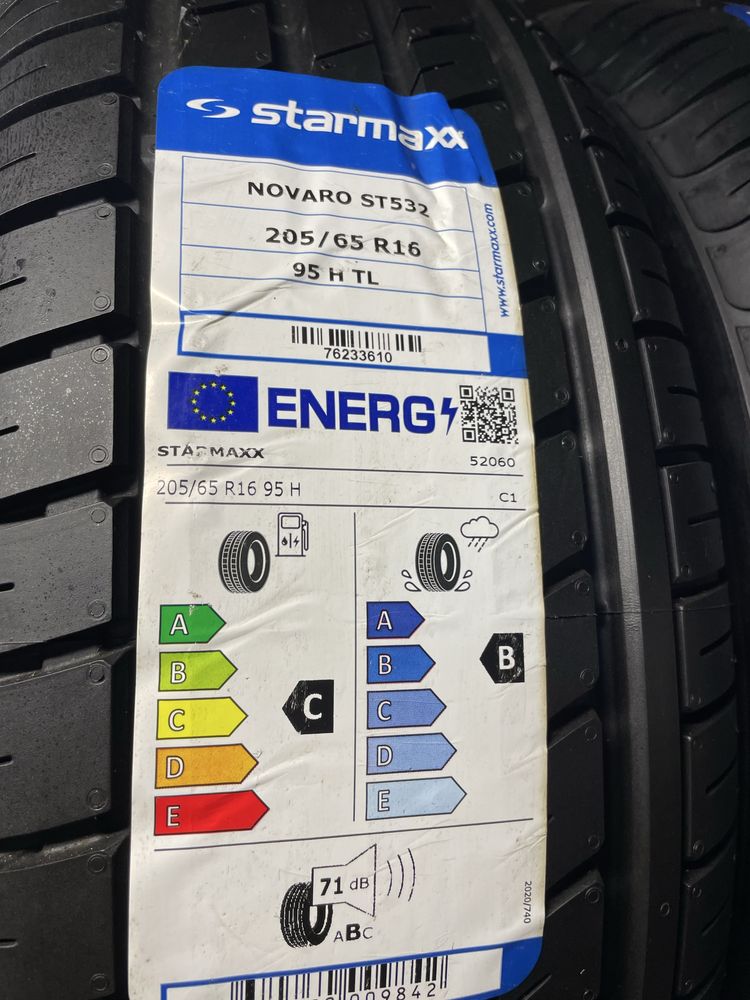 starmaxx
NOVARO ST532
205/65 R16
95 H TL
www.starmaxx.com
76233610
ENERG
STARMAXX
52060
205/65 R16 95 H
C1
A
B
C
D
E
C
A
B
C
D
E
B
71 dB
ABC
2020/740
009842